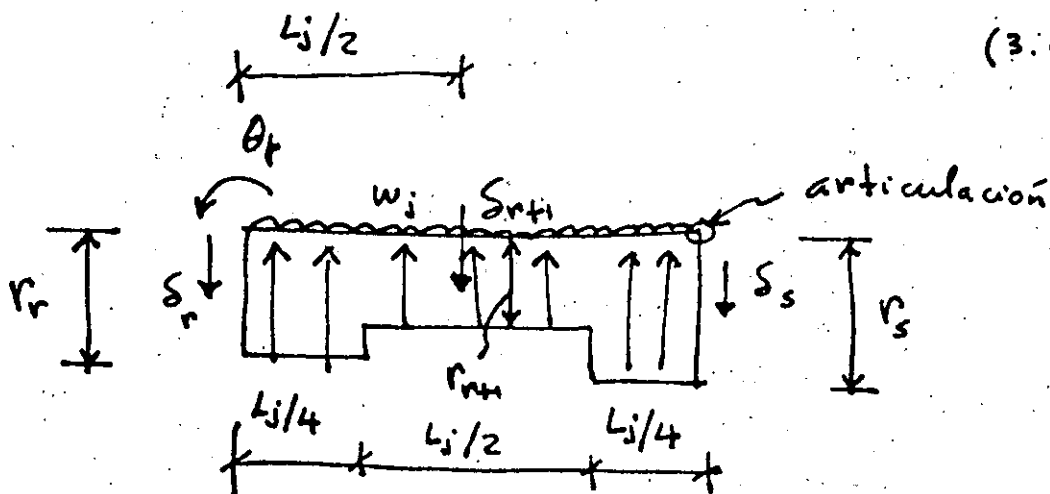 Lj/2
(3.
θr
wj
δr+1
articulación
rr
δr
δs
rs
rr+1
Lj/4
Lj/2
Lj/4